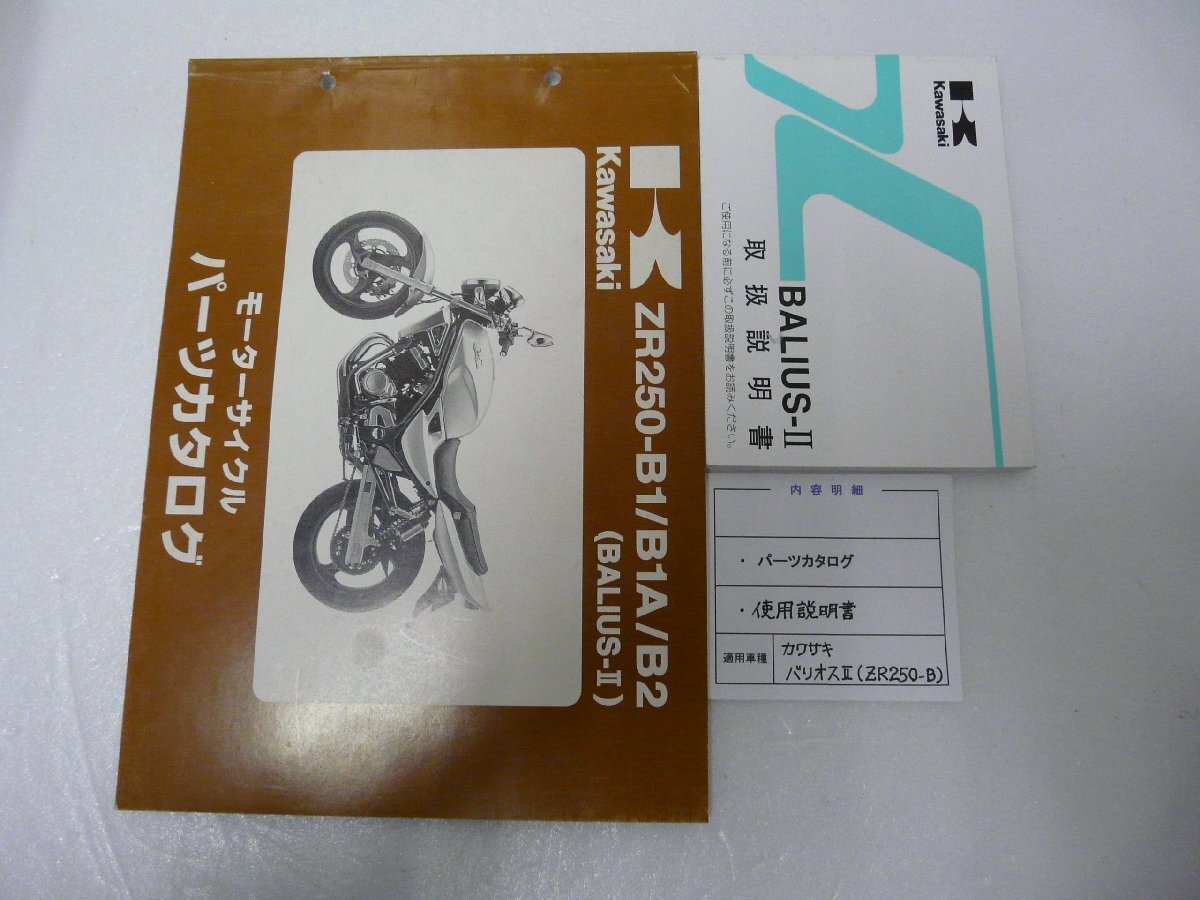 Kawasaki
ZR250-B1/B1A/B2
(BALIUS-II)
モーターサイクル
パーツカタログ
Kawasaki
BALIUS-II
取扱説明書
ご使用になる前に必ずこの取扱説明書をお読みください。
内容明細
・パーツカタログ
・使用説明書
適用車種
カワサキ
バリオスⅡ(ZR250-B)